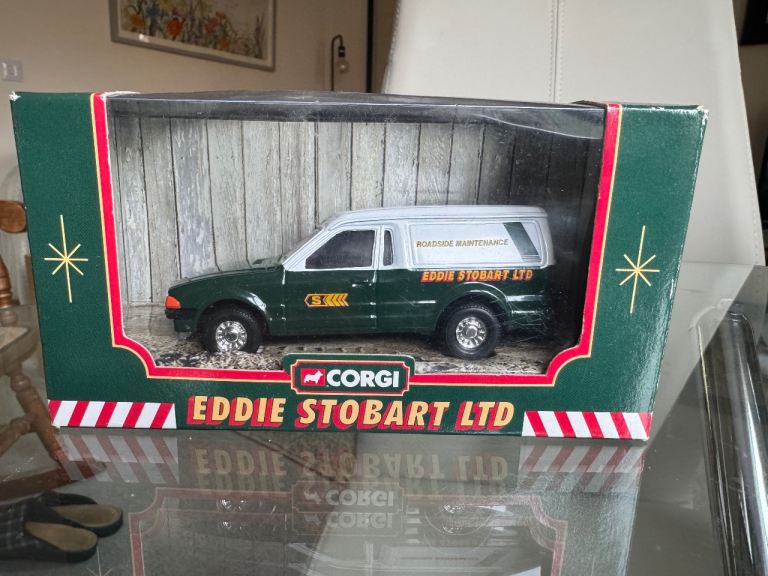 ROADSIDE MAINTENANCE
EDDIE STOBART LTD
S
CORGI
EDDIE STOBART LTD